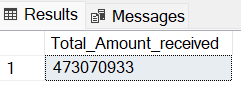 Results Messages
Total_Amount_received
1 473070933